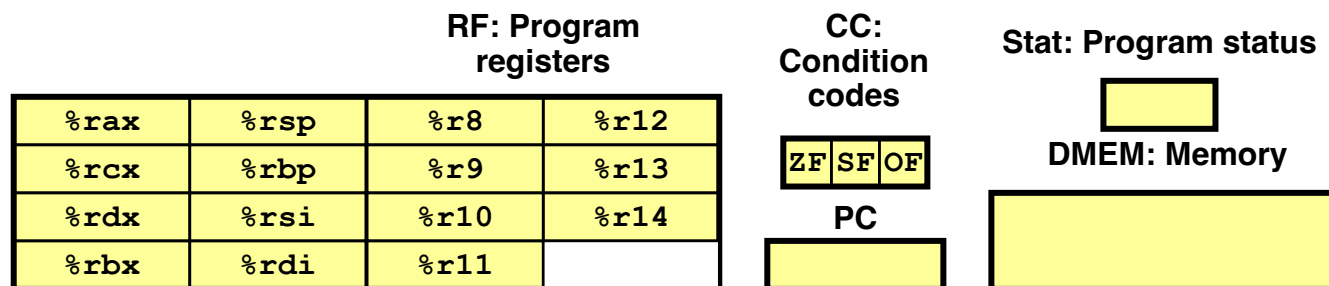 RF: Program
registers
CC:
Condition
codes
Stat: Program status
%rax %rsp %r8 %r12
%rcx %rbp %r9 %r13
%rdx %rsi %r10 %r14
%rbx %rdi %r11
ZF SF OF
PC
DMEM: Memory